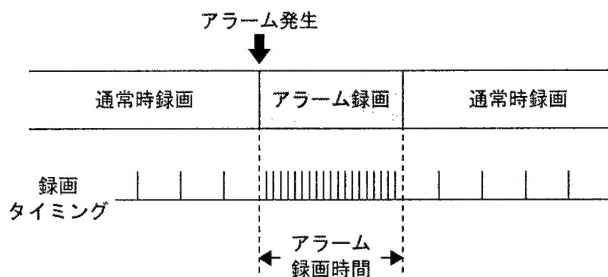 アラーム発生
通常時録画 アラーム録画 通常時録画
録画
タイミング
アラーム
録画時間